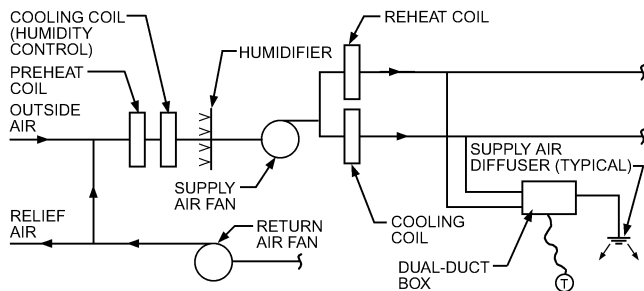 COOLING COIL
(HUMIDITY
CONTROL)
PREHEAT
COIL
OUTSIDE
AIR
HUMIDIFIER
REHEAT COIL
SUPPLY
AIR FAN
SUPPLY AIR
DIFFUSER (TYPICAL)
RELIEF
AIR
RETURN
AIR FAN
COOLING
COIL
DUAL-DUCT
BOX
T